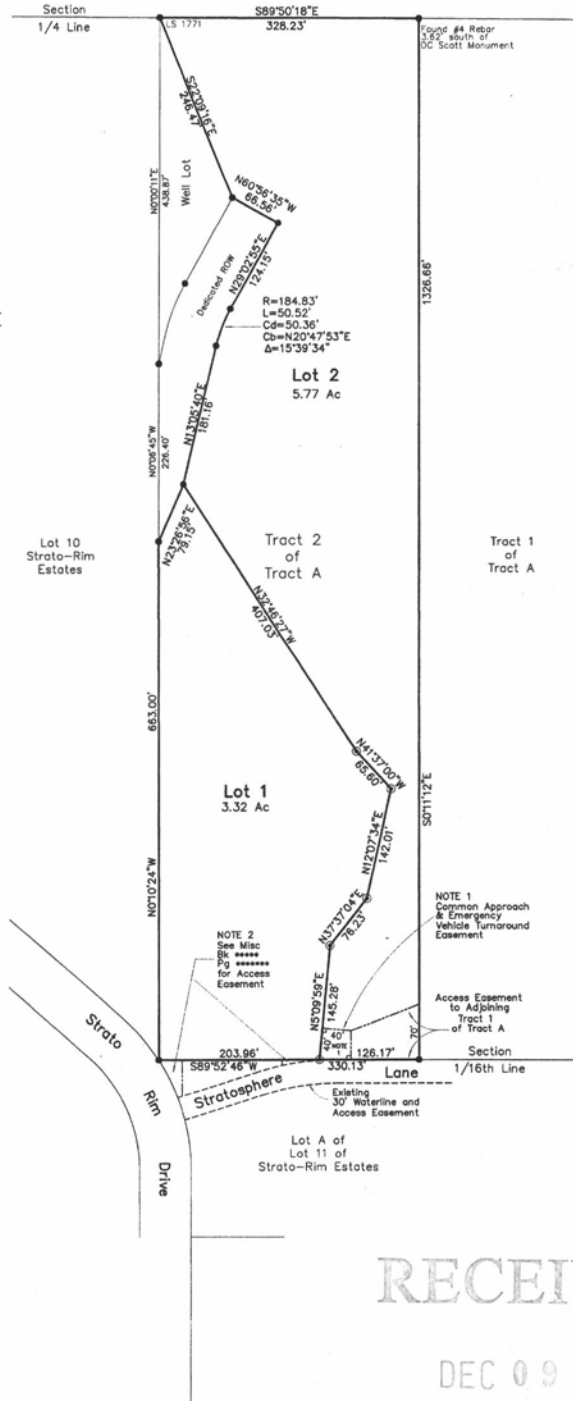 Section
1/4 Line
S89°50'18"E
328.23'
LS 1771
Found #4 Rebar
3.62' south of
DC Scott Monument
S22°09'16"E
246.47'
N0°00'11"E
438.87'
Well Lot
N60°56'35"W
66.56'
Dedicated ROW
N29°02'55"E
124.15'
1326.66'
R=184.83'
L=50.52'
Cd=50.36'
Cb=N20°47'53"E
Δ=15°39'34"
Lot 2
5.77 Ac
N13°05'40"E
181.16'
N0°06'45"W
226.40'
Lot 10
Strato-Rim
Estates
N23°26'56"E
79.15'
Tract 2
of
Tract A
Tract 1
of
Tract A
N32°46'27"W
407.03'
663.00'
N41°37'00"W
65.60'
Lot 1
3.32 Ac
S0°11'12"E
N12°07'34"E
142.01'
N0°10'24"W
N37°37'04"E
76.23'
NOTE 1
Common Approach
& Emergency
Vehicle Turnaround
Easement
NOTE 2
See Misc
Bk *****
Pg *******
for Access
Easement
N5°09'59"E
145.28'
Access Easement
to Adjoining
Tract 1
of Tract A
40'
40'
NOTE 1
70'
203.96'
126.17'
Section
S89°52'46"W
330.13'
Lane
1/16th Line
Strato
Rim
Drive
Stratosphere
Existing
30' Waterline and
Access Easement
Lot A of
Lot 11 of
Strato-Rim Estates
RECEI
DEC 09